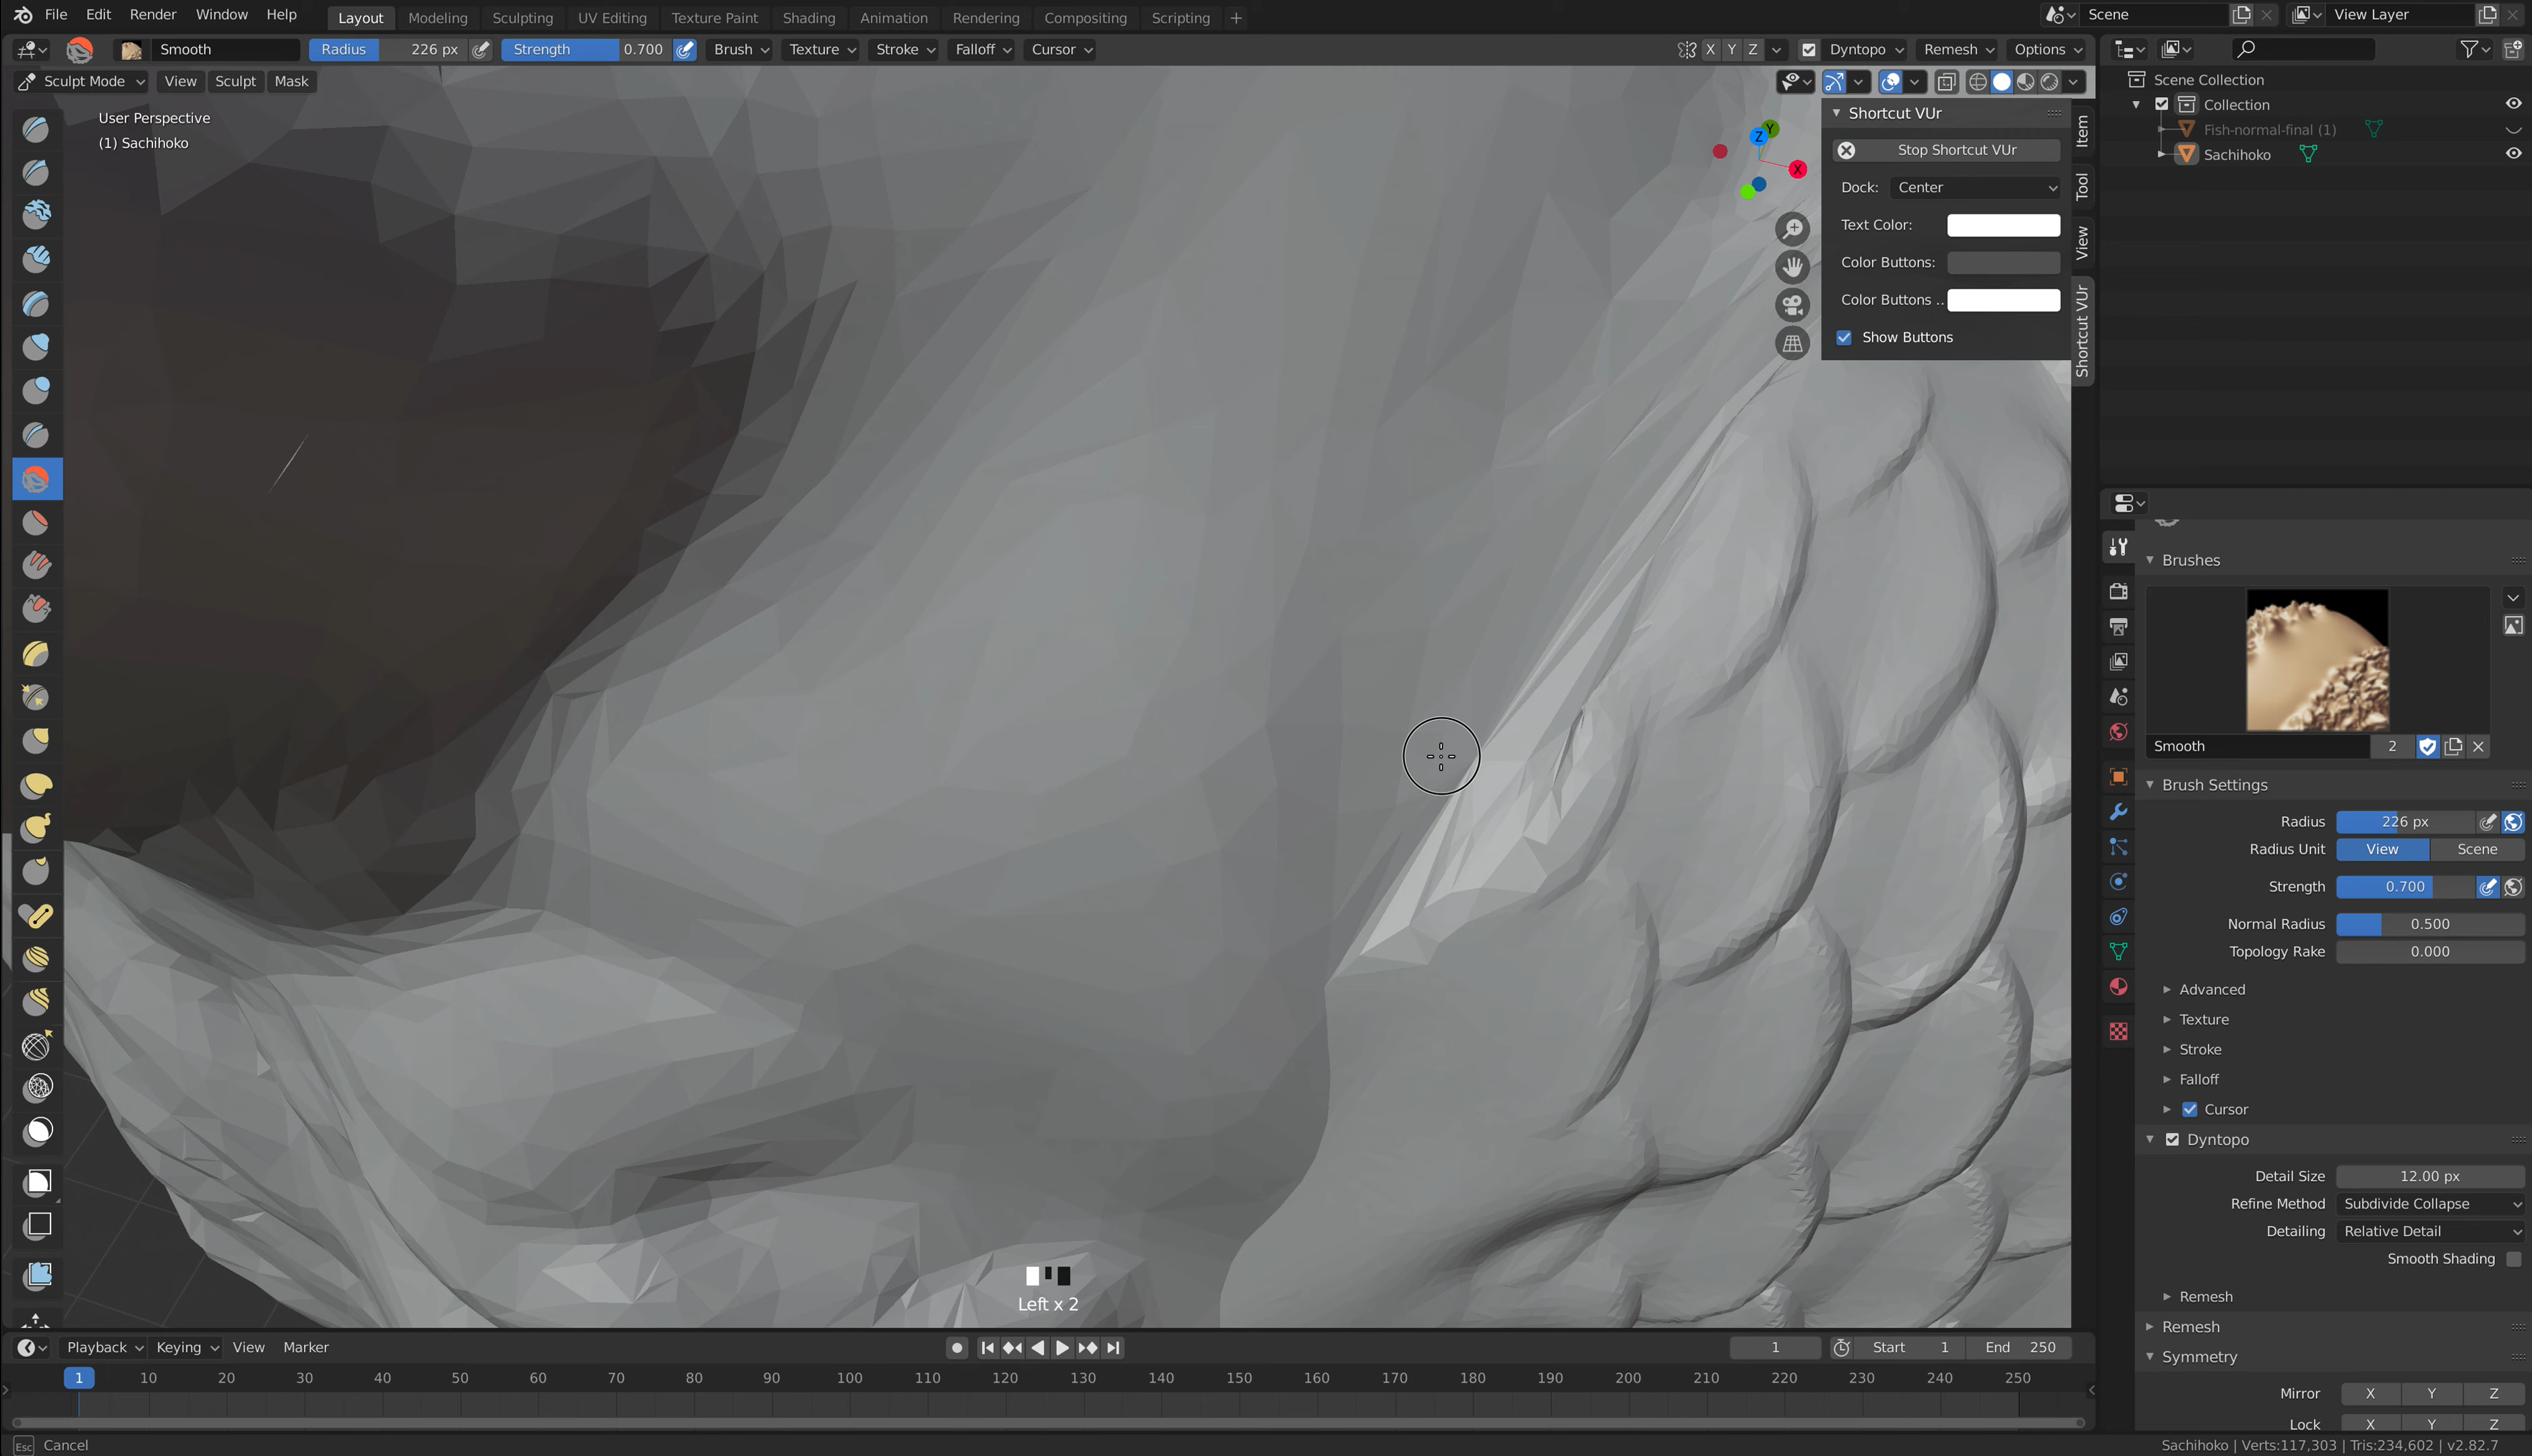 File Edit Render Window Help
Layout Modeling Sculpting UV Editing Texture Paint Shading Animation Rendering Compositing Scripting +
Scene
View Layer
Smooth Radius 226 px Strength 0.700 Brush Texture Stroke Falloff Cursor
X Y Z Dyntopo Remesh Options
Sculpt Mode View Sculpt Mask
User Perspective
(1) Sachihoko
Z Y X
Shortcut VUr
Stop Shortcut VUr
Dock: Center
Text Color:
Color Buttons:
Color Buttons ..
Show Buttons
Item
Tool
View
Shortcut VUr
Scene Collection
Collection
Fish-normal-final (1)
Sachihoko
Brushes
Smooth 2
Brush Settings
Radius 226 px
Radius Unit View Scene
Strength 0.700
Normal Radius 0.500
Topology Rake 0.000
Advanced
Texture
Stroke
Falloff
Cursor
Dyntopo
Detail Size 12.00 px
Refine Method Subdivide Collapse
Detailing Relative Detail
Smooth Shading
Remesh
Remesh
Symmetry
Mirror X Y Z
Lock X Y Z
Left x 2
Playback Keying View Marker
1 Start 1 End 250
1 10 20 30 40 50 60 70 80 90 100 110 120 130 140 150 160 170 180 190 200 210 220 230 240 250
Esc Cancel
Sachihoko | Verts:117,303 | Tris:234,602 | v2.82.7